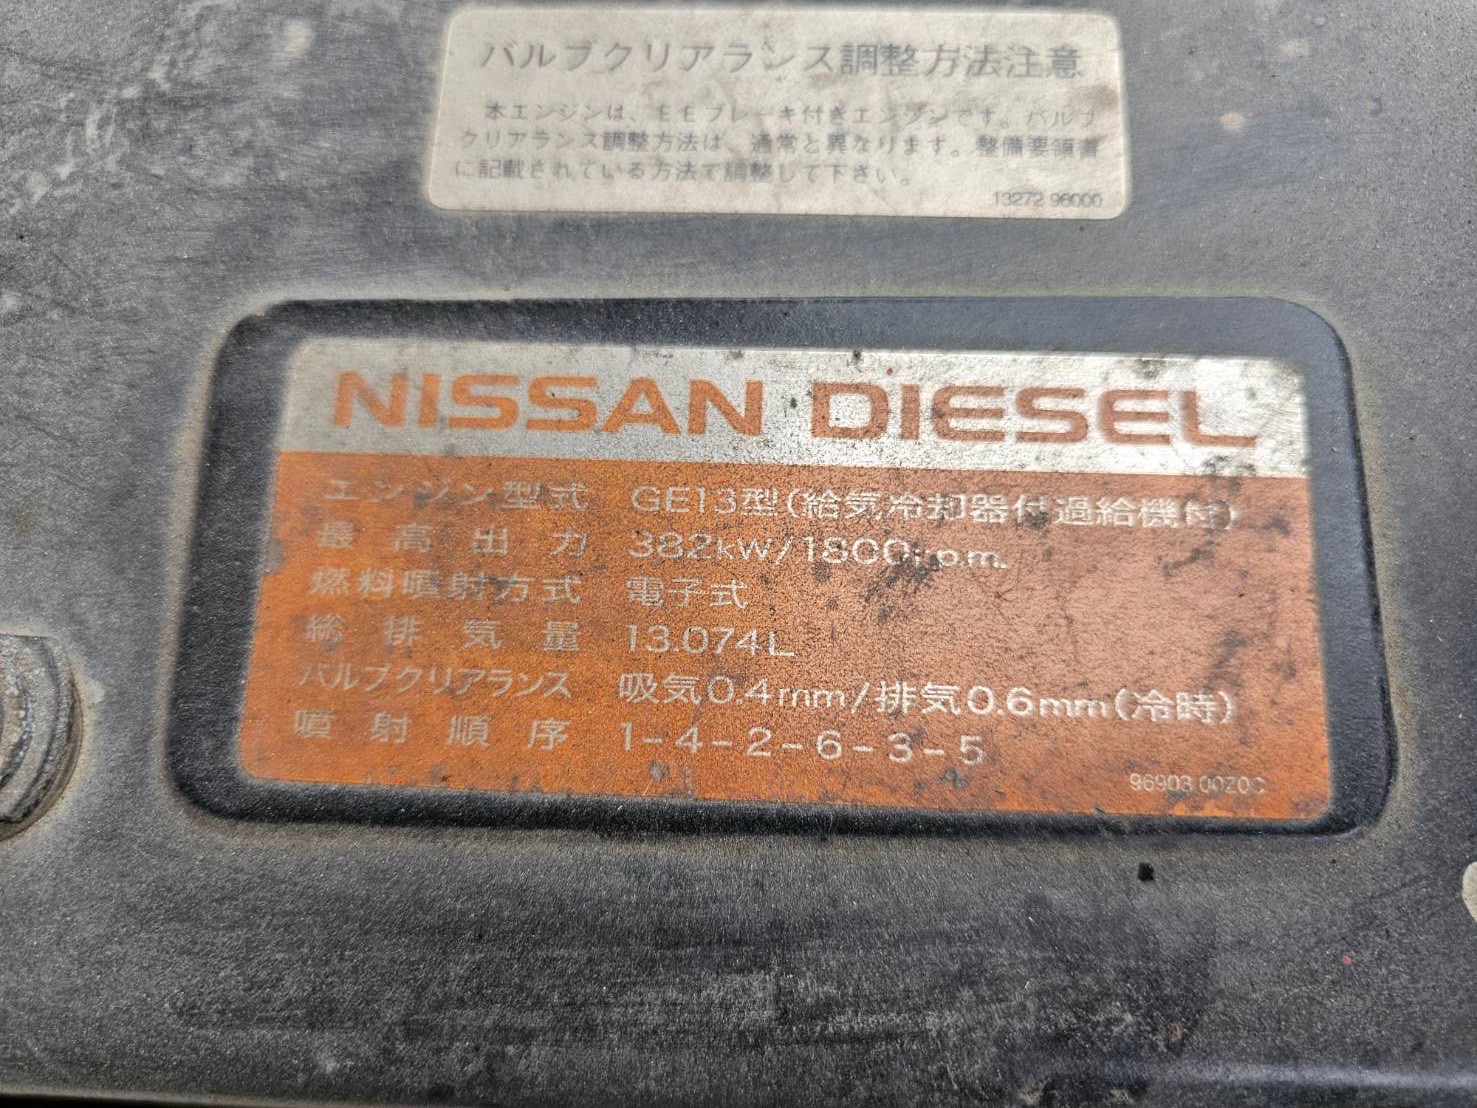 バルブクリアランス調整方法注意
本エンジンは、EEブレーキ付きエンジンです。バルブ
クリアランス調整方法は、通常と異なります。整備要領書
に記載されている方法で調整して下さい。
13272 96000
NISSAN DIESEL
エンジン型式 GE13型(給気冷却器付過給機付)
最高出力 382kW/1800r.p.m.
燃料噴射方式 電子式
総排気量 13.074L
バルブクリアランス 吸気0.4mm/排気0.6mm(冷時)
噴射順序 1-4-2-6-3-5
96903 00Z0C